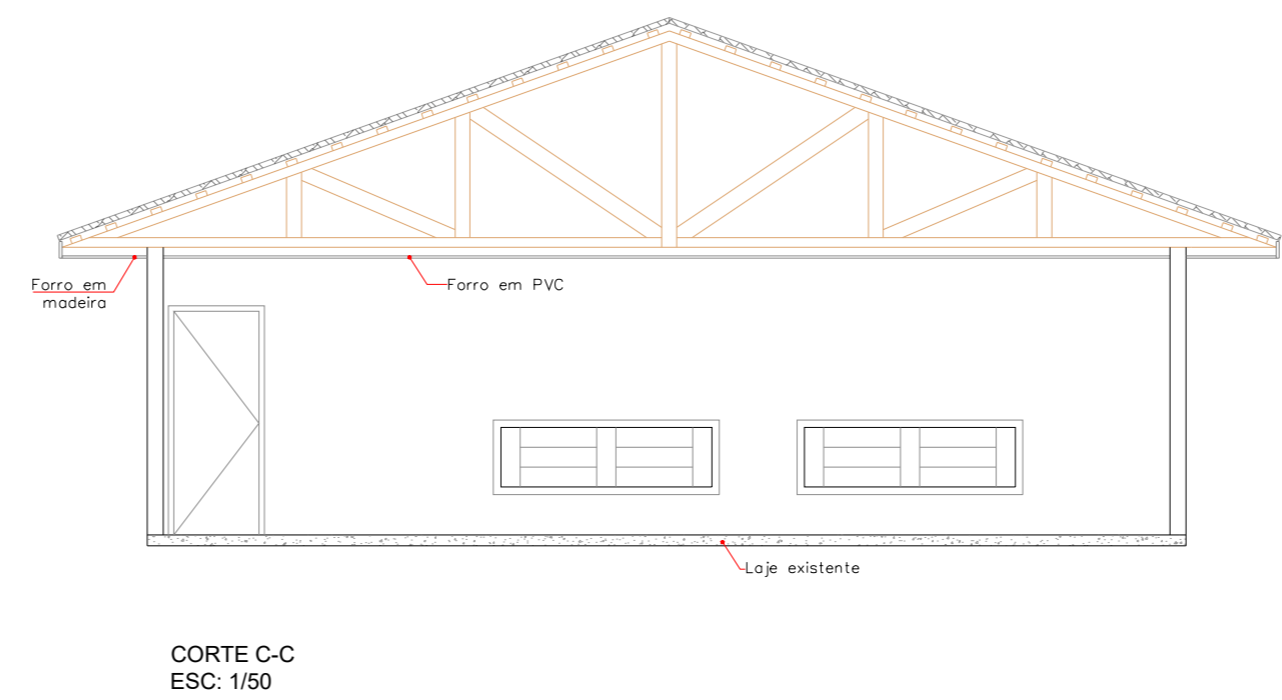 Forro em
madeira
Forro em PVC
Laje existente
CORTE C-C
ESC: 1/50